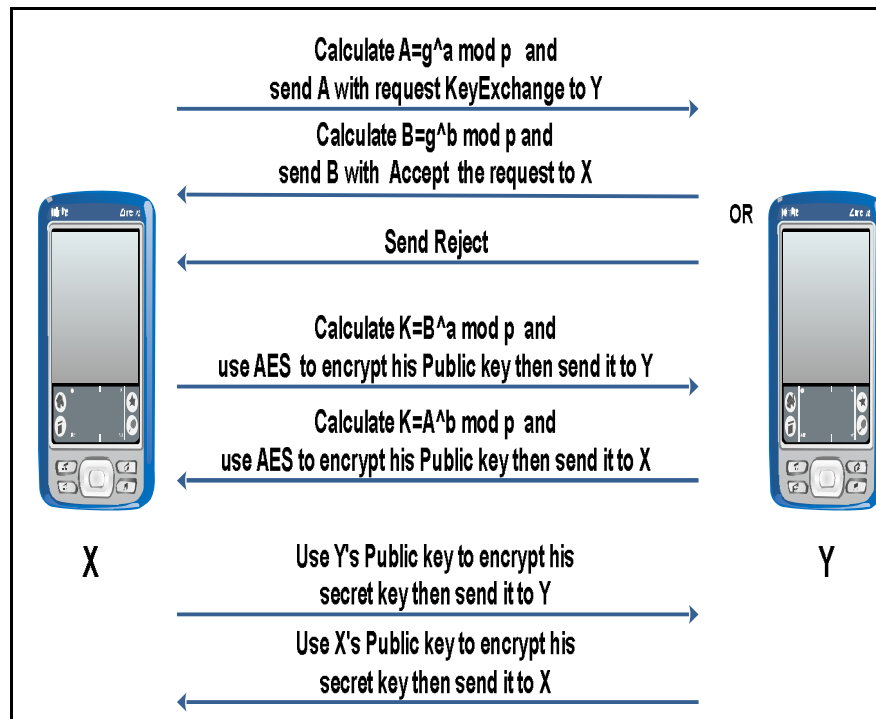 Calculate A=g^a mod p and
send A with request KeyExchange to Y
Calculate B=g^b mod p and
send B with Accept the request to X
OR
Send Reject
Calculate K=B^a mod p and
use AES to encrypt his Public key then send it to Y
Calculate K=A^b mod p and
use AES to encrypt his Public key then send it to X
X
Y
Use Y's Public key to encrypt his
secret key then send it to Y
Use X's Public key to encrypt his
secret key then send it to X